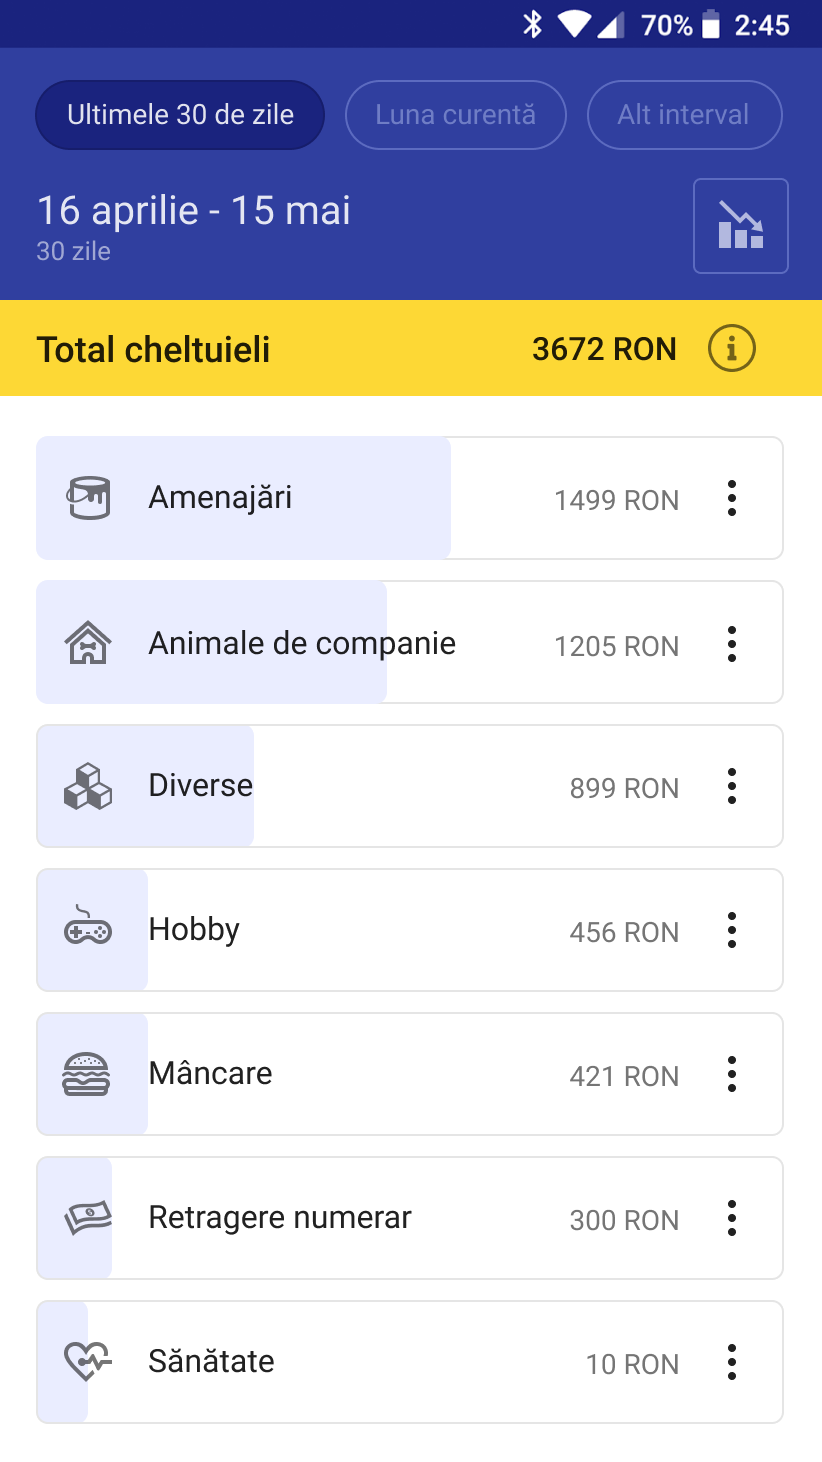 70% 2:45
Ultimele 30 de zile Luna curentă Alt interval
16 aprilie - 15 mai
30 zile
Total cheltuieli 3672 RON
Amenajări 1499 RON
Animale de companie 1205 RON
Diverse 899 RON
Hobby 456 RON
Mâncare 421 RON
Retragere numerar 300 RON
Sănătate 10 RON